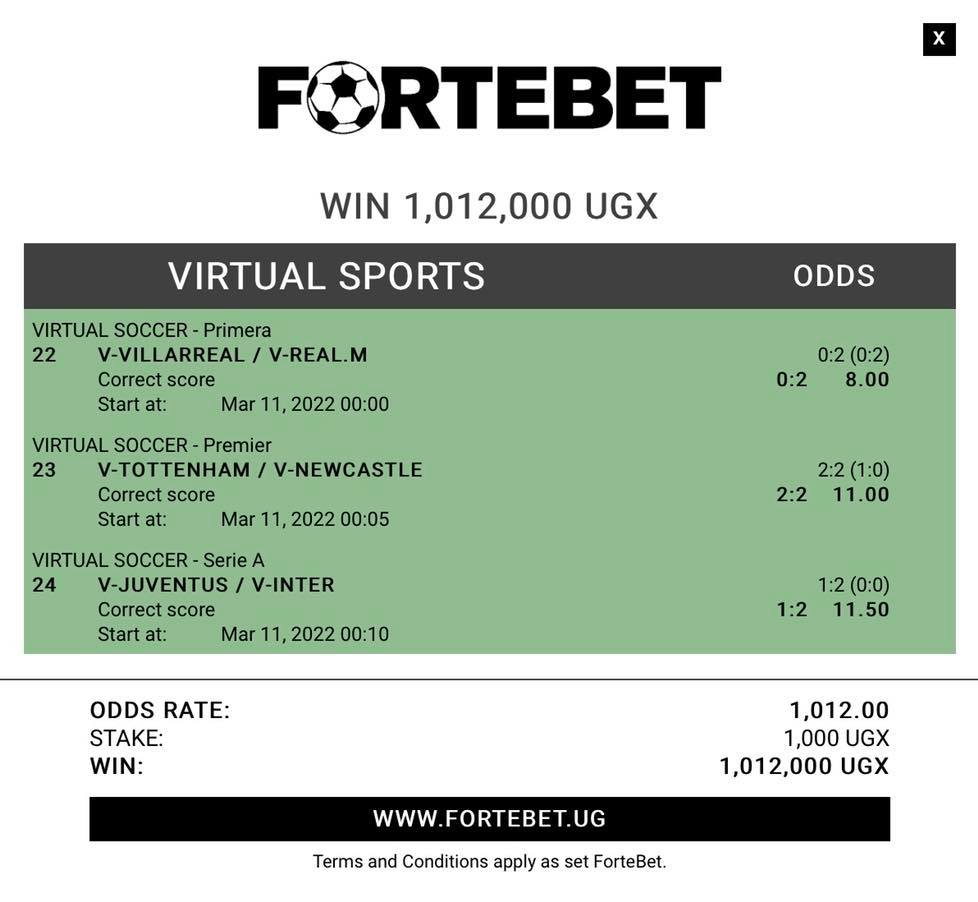 X
FORTEBET
WIN 1,012,000 UGX
VIRTUAL SPORTS ODDS
VIRTUAL SOCCER - Primera
22 V-VILLARREAL / V-REAL.M 0:2 (0:2)
Correct score 0:2 8.00
Start at: Mar 11, 2022 00:00
VIRTUAL SOCCER - Premier
23 V-TOTTENHAM / V-NEWCASTLE 2:2 (1:0)
Correct score 2:2 11.00
Start at: Mar 11, 2022 00:05
VIRTUAL SOCCER - Serie A
24 V-JUVENTUS / V-INTER 1:2 (0:0)
Correct score 1:2 11.50
Start at: Mar 11, 2022 00:10
ODDS RATE: 1,012.00
STAKE: 1,000 UGX
WIN: 1,012,000 UGX
WWW.FORTEBET.UG
Terms and Conditions apply as set ForteBet.